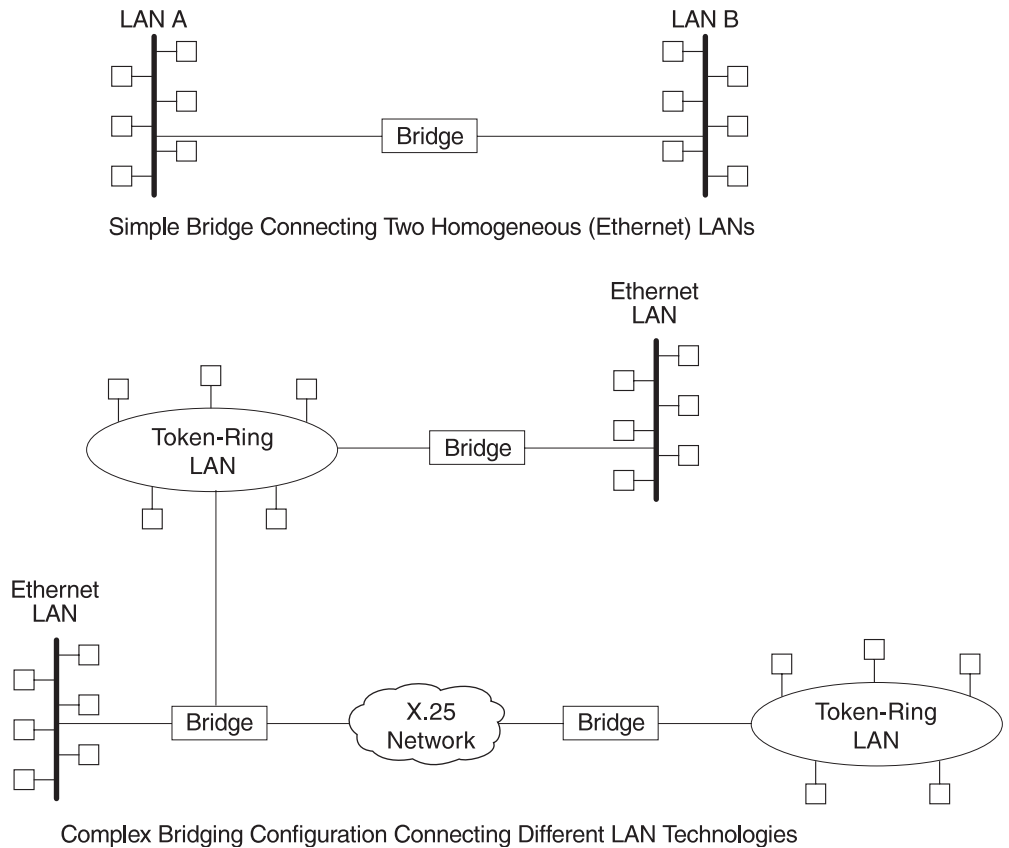 LAN A
LAN B
Bridge
Simple Bridge Connecting Two Homogeneous (Ethernet) LANs
Ethernet
LAN
Token-Ring
LAN
Bridge
Ethernet
LAN
Bridge
X.25
Network
Bridge
Token-Ring
LAN
Complex Bridging Configuration Connecting Different LAN Technologies